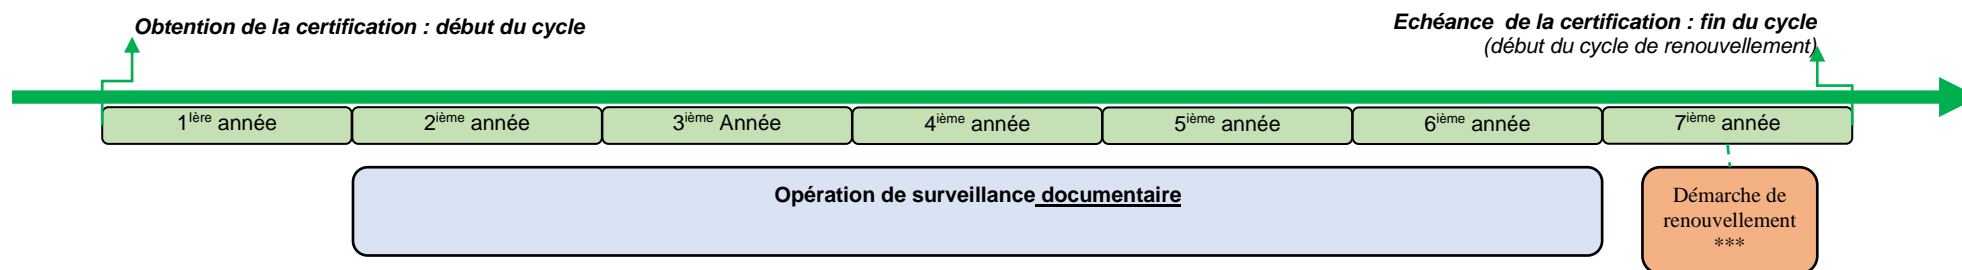 Obtention de la certification : début du cycle
Echéance de la certification : fin du cycle
(début du cycle de renouvellement)
1lère année
2ième année
3ième Année
4ième année
5ième année
6ième année
7ième année
Opération de surveillance documentaire
Démarche de
renouvellement
***